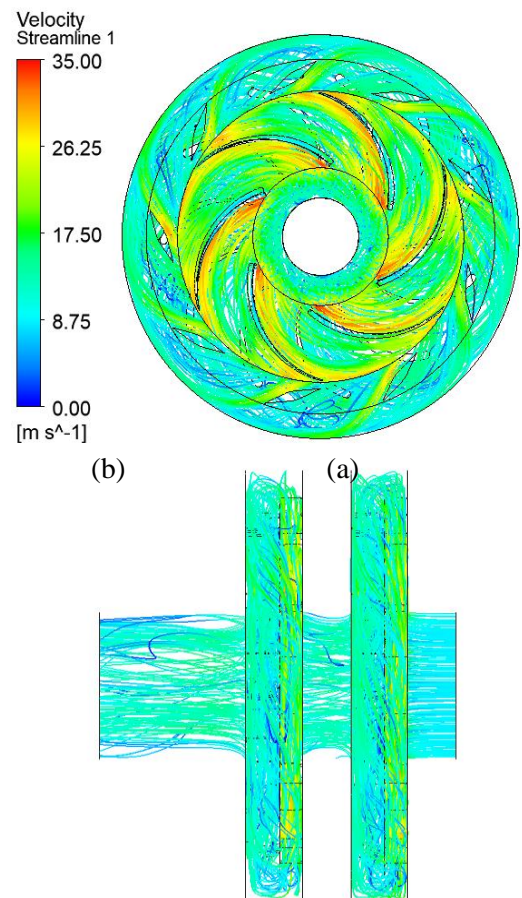 Velocity
Streamline 1
35.00
26.25
17.50
8.75
0.00
[m s^-1]
(b) (a)